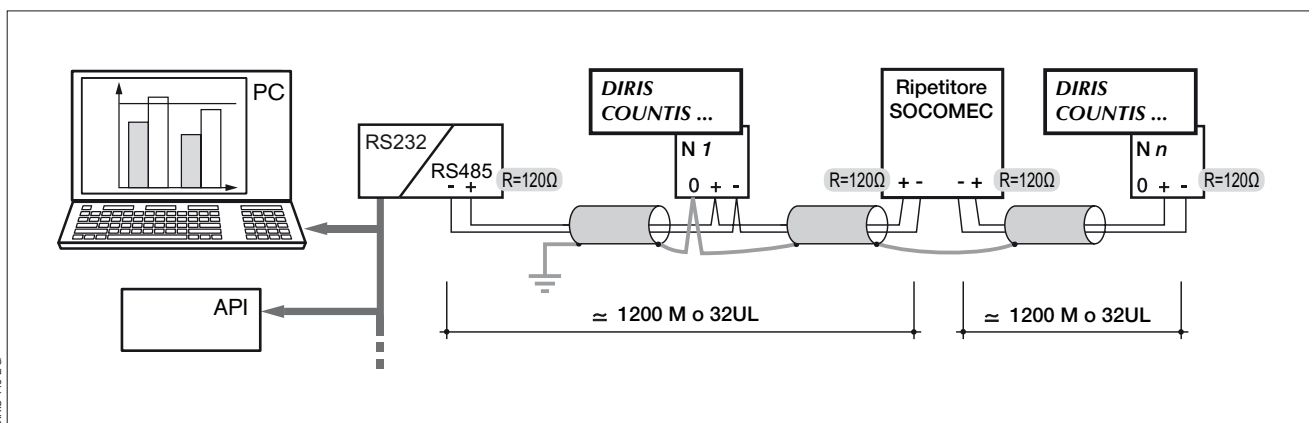 PC
API
RS232
RS485
- +
R=120Ω
DIRIS
COUNTIS ...
N 1
0 + -
Ripetitore
SOCOMEC
R=120Ω
+ -
- +
R=120Ω
DIRIS
COUNTIS ...
N n
0 + -
R=120Ω
≃ 1200 M o 32UL
≃ 1200 M o 32UL